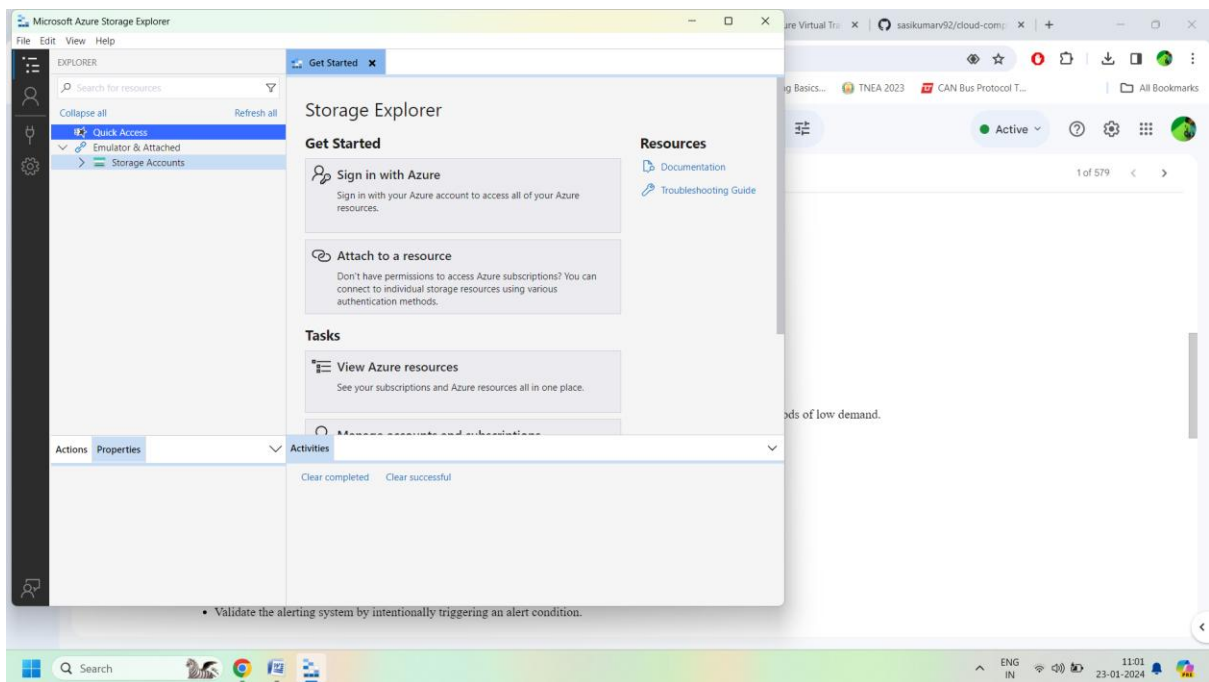 Microsoft Azure Storage Explorer
File Edit View Help
EXPLORER
Search for resources
Collapse all Refresh all
Quick Access
Emulator & Attached
Storage Accounts
Actions Properties
Get Started
Storage Explorer
Get Started
Sign in with Azure
Sign in with your Azure account to access all of your Azure
resources.
Attach to a resource
Don't have permissions to access Azure subscriptions? You can
connect to individual storage resources using various
authentication methods.
Tasks
View Azure resources
See your subscriptions and Azure resources all in one place.
Resources
Documentation
Troubleshooting Guide
Activities
Clear completed Clear successful
sasikumarv92/cloud-comp
TNEA 2023 CAN Bus Protocol T... All Bookmarks
Active
1 of 579
of low demand.
• Validate the alerting system by intentionally triggering an alert condition.
Search
ENG
IN
11:01
23-01-2024
PRE